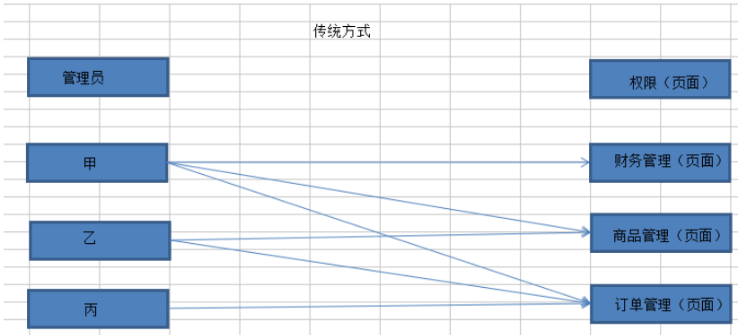 传统方式
管理员
权限（页面）
甲
财务管理（页面）
乙
商品管理（页面）
丙
订单管理（页面）